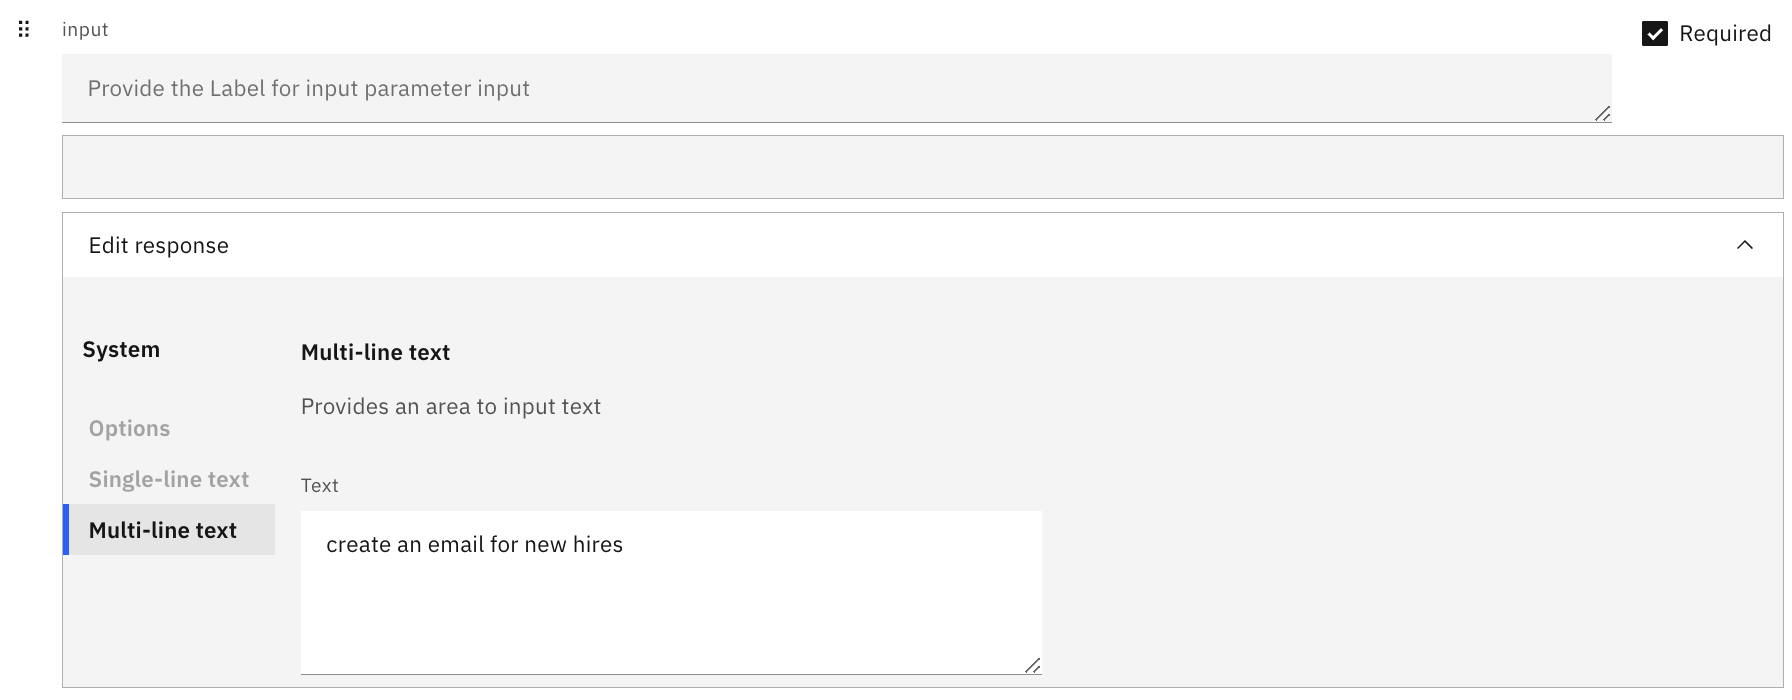 input
Required
Provide the Label for input parameter input
Edit response
System
Options
Single-line text
Multi-line text
Multi-line text
Provides an area to input text
Text
create an email for new hires